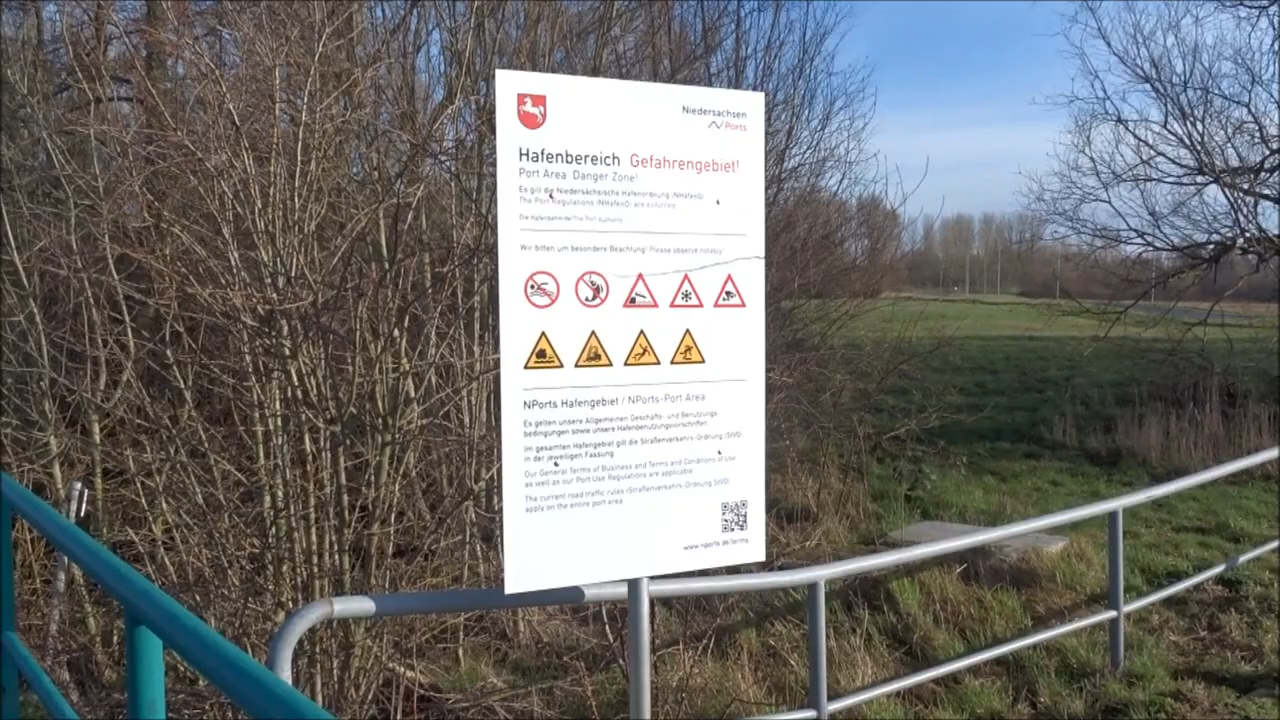 Niedersachsen
Ports
Hafenbereich Gefahrengebiet!
Port Area Danger Zone!
Es gilt die Niedersächsische Hafenordnung (NHafenO)
The Port Regulations (NHafenO) are enforced
Die Hafenbehörde/The Port Authority
Wir bitten um besondere Beachtung! Please observe notably!
NPorts Hafengebiet / NPorts-Port Area
Es gelten unsere Allgemeinen Geschäfts- und Benutzungs
bedingungen sowie unsere Hafenbenutzungsvorschriften.
Im gesamten Hafengebiet gilt die Straßenverkehrs-Ordnung (StVO)
in der jeweiligen Fassung
Our General Terms of Business and Terms and Conditions of Use
as well as our Port Use Regulations are applicable
The current road traffic rules (Straßenverkehrs-Ordnung StVO)
apply on the entire port area
www.nports.de/terms